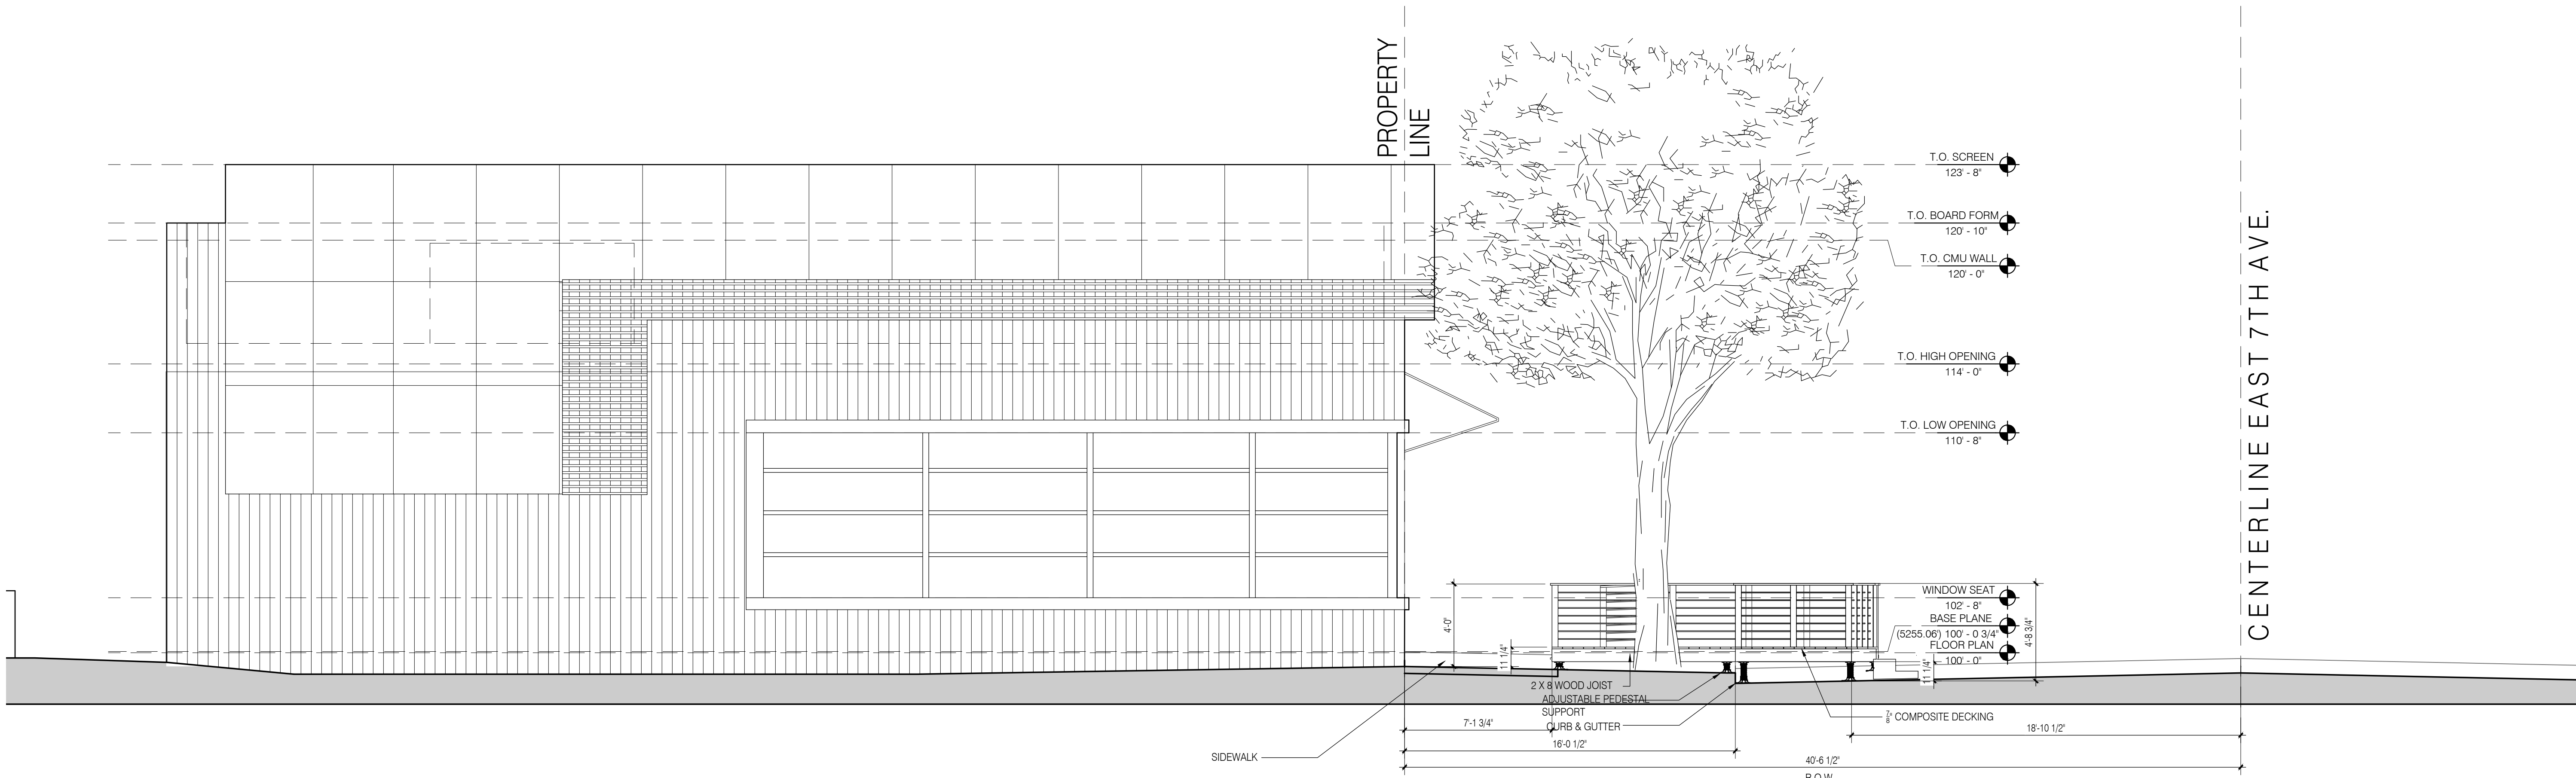 PROPERTY
LINE
T.O. SCREEN
123' - 8"
T.O. BOARD FORM
120' - 10"
T.O. CMU WALL
120' - 0"
T.O. HIGH OPENING
114' - 0"
T.O. LOW OPENING
110' - 8"
WINDOW SEAT
102' - 8"
BASE PLANE
(5255.06') 100' - 0 3/4"
FLOOR PLAN
100' - 0"
CENTERLINE EAST 7TH AVE.
4'-0"
11 1/4"
11 1/4"
4'-8 3/4"
2 X 8 WOOD JOIST
ADJUSTABLE PEDESTAL
SUPPORT
CURB & GUTTER
7/8" COMPOSITE DECKING
SIDEWALK
7'-1 3/4"
16'-0 1/2"
18'-10 1/2"
40'-6 1/2"
R.O.W.